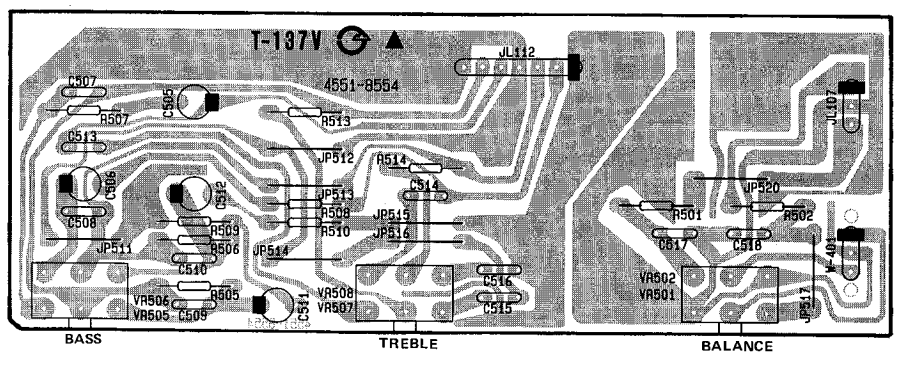 T-137V
JL112
4551-8554
C507
C505
R507
R513
JL107
C513
JP512
R514
C506
C512
C514
JP513
JP520
C508
R508
JP515
R501
R502
R509
R510
JP516
C517
C518
W-401
JP511
R506
JP514
C510
C516
VR502
VR501
R505
VR506
VR505
C509
C511
VR508
VR507
C515
JP517
BASS
TREBLE
BALANCE